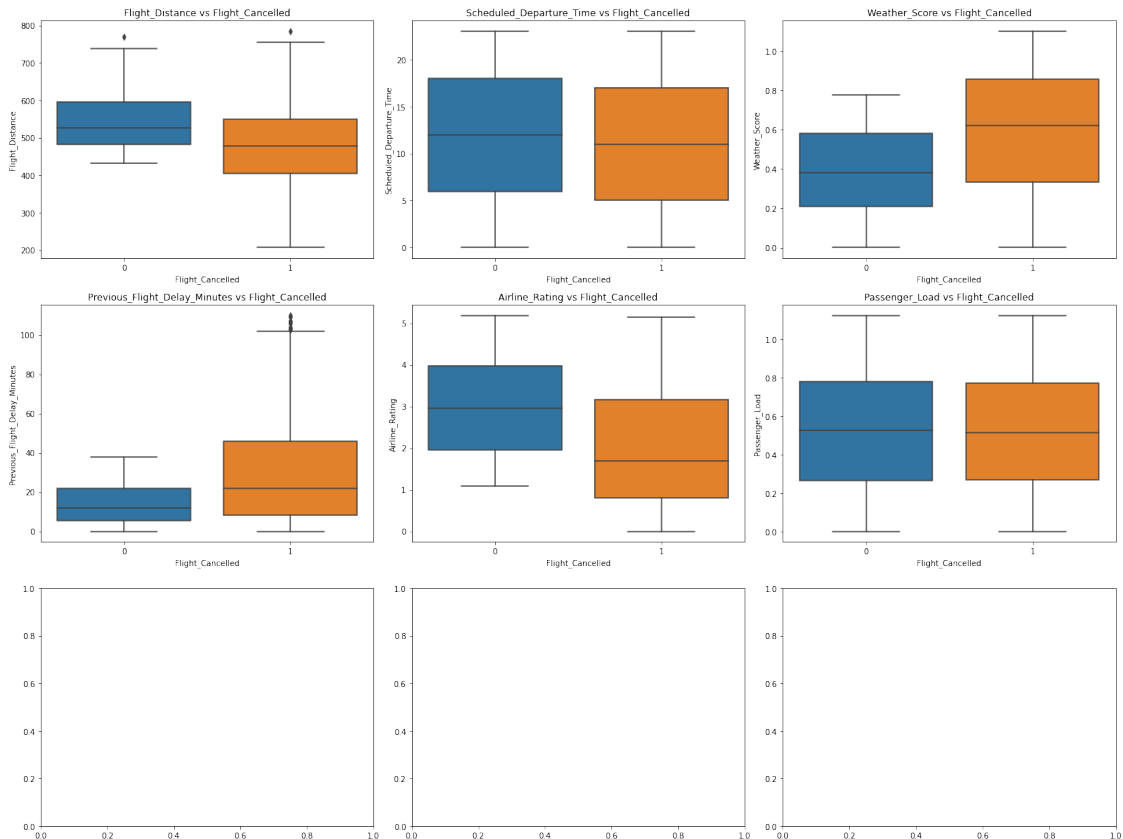 Flight_Distance vs Flight_Cancelled
Flight_Distance
800
700
600
500
400
300
200
0 1
Flight_Cancelled
Scheduled_Departure_Time vs Flight_Cancelled
Scheduled_Departure_Time
20
15
10
5
0
0 1
Flight_Cancelled
Weather_Score vs Flight_Cancelled
Weather_Score
1.0
0.8
0.6
0.4
0.2
0.0
0 1
Flight_Cancelled
Previous_Flight_Delay_Minutes vs Flight_Cancelled
Previous_Flight_Delay_Minutes
100
80
60
40
20
0
0 1
Flight_Cancelled
Airline_Rating vs Flight_Cancelled
Airline_Rating
5
4
3
2
1
0
0 1
Flight_Cancelled
Passenger_Load vs Flight_Cancelled
Passenger_Load
1.0
0.8
0.6
0.4
0.2
0.0
0 1
Flight_Cancelled
1.0
0.8
0.6
0.4
0.2
0.0
0.0 0.2 0.4 0.6 0.8 1.0
1.0
0.8
0.6
0.4
0.2
0.0
0.0 0.2 0.4 0.6 0.8 1.0
1.0
0.8
0.6
0.4
0.2
0.0
0.0 0.2 0.4 0.6 0.8 1.0